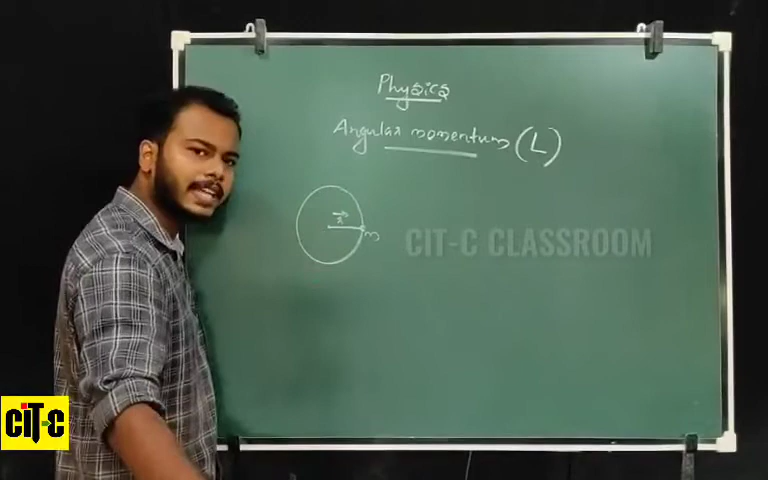 Physics
Angular momentum (L)
r
m
CIT-C CLASSROOM
CiT-C